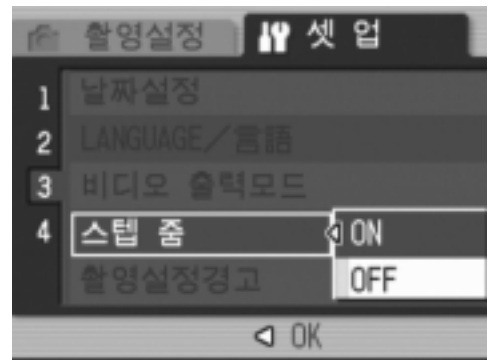 촬영설정 셋 업
1 날짜설정
2 LANGUAGE/言語
3 비디오 출력모드
4 스텝 줌 ON
촬영설정경고 OFF
OK